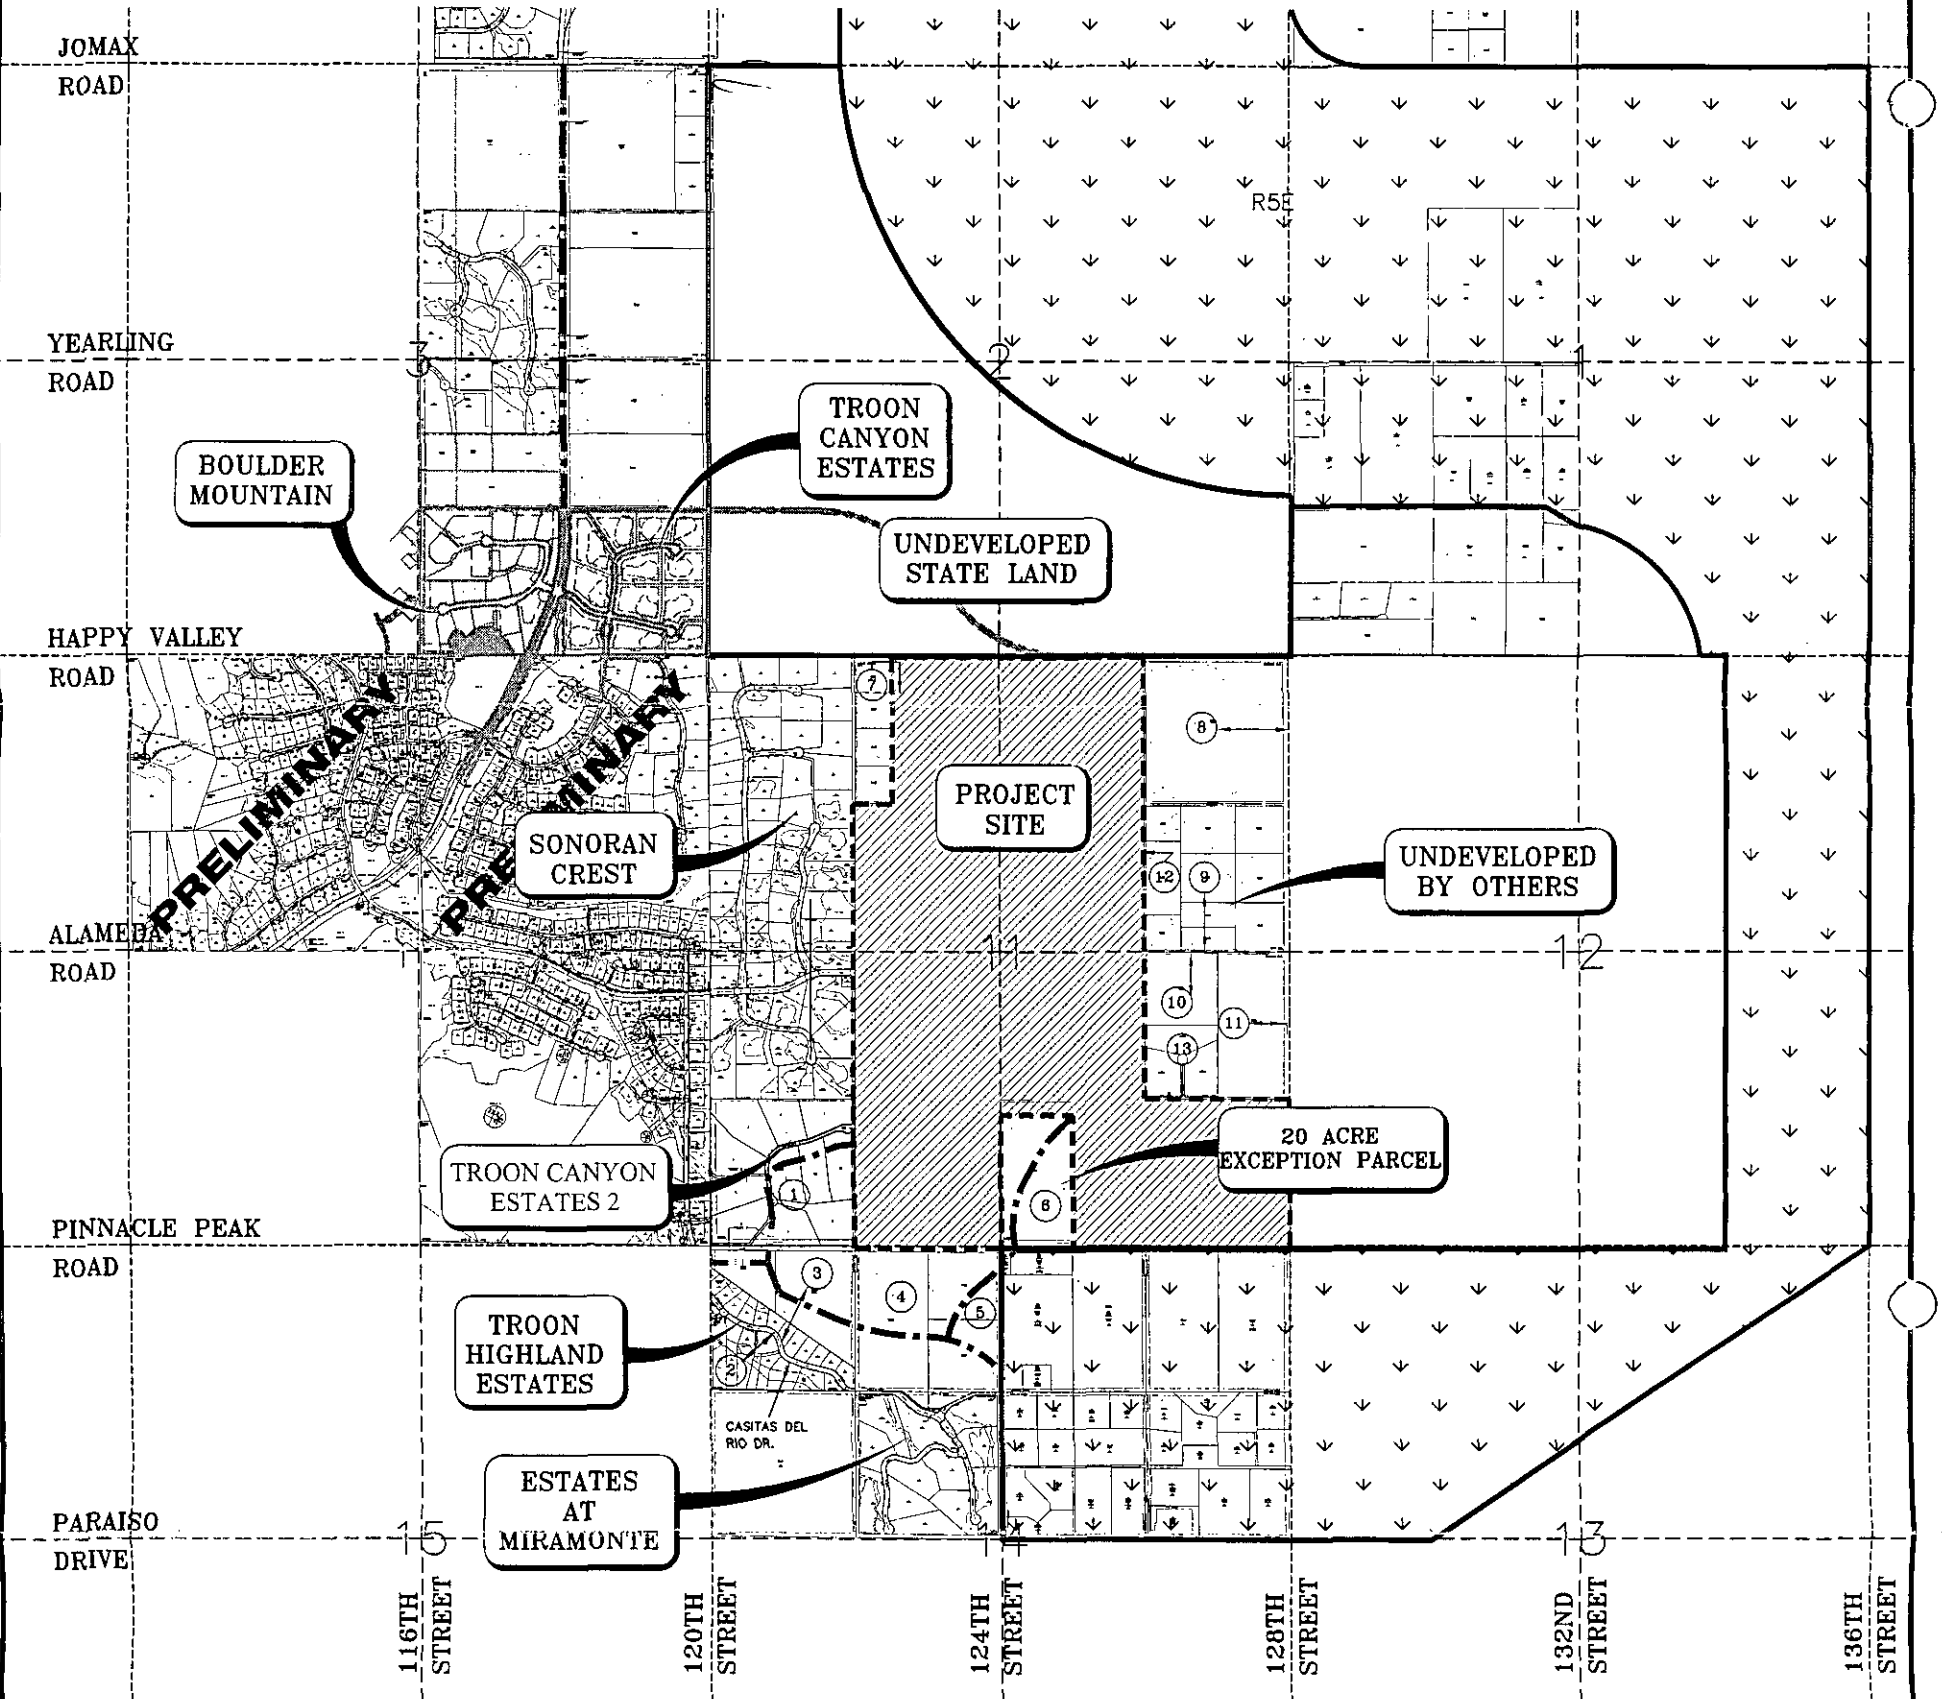 JOMAX
ROAD
R5E
YEARLING
ROAD
3
2
1
TROON
CANYON
ESTATES
BOULDER
MOUNTAIN
UNDEVELOPED
STATE LAND
HAPPY VALLEY
ROAD
PRELIMINARY
PRELIMINARY
7
8
PROJECT
SITE
SONORAN
CREST
UNDEVELOPED
BY OTHERS
12
9
ALAMEDA
ROAD
11
12
10
11
13
20 ACRE
EXCEPTION PARCEL
TROON CANYON
ESTATES 2
1
6
PINNACLE PEAK
ROAD
3
4
5
TROON
HIGHLAND
ESTATES
2
CASITAS DEL
RIO DR.
ESTATES
AT
MIRAMONTE
PARAISO
DRIVE
15
14
13
116TH
STREET
120TH
STREET
124TH
STREET
128TH
STREET
132ND
STREET
136TH
STREET